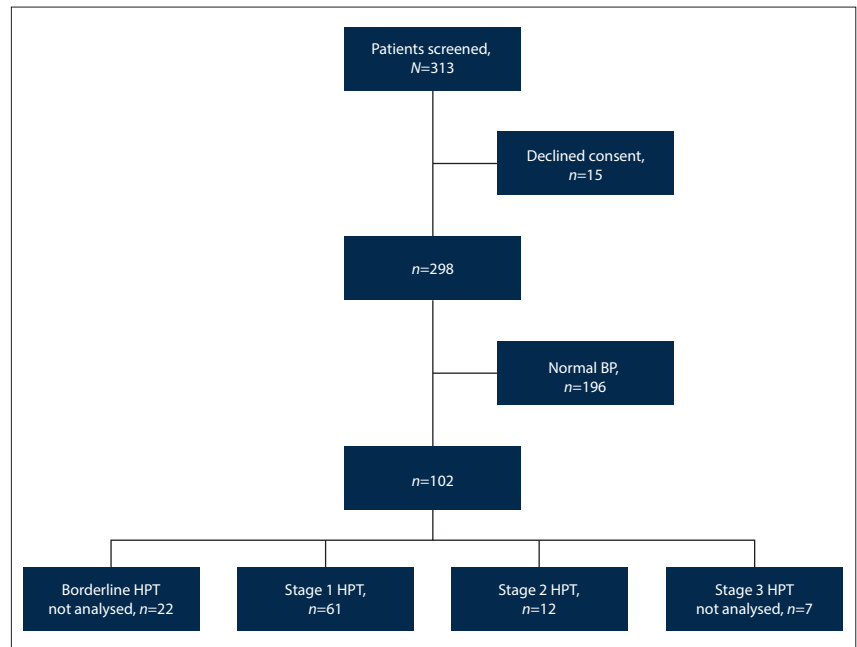 Patients screened,
N=313
Declined consent,
n=15
n=298
Normal BP,
n=196
n=102
Borderline HPT
not analysed, n=22
Stage 1 HPT,
n=61
Stage 2 HPT,
n=12
Stage 3 HPT
not analysed, n=7